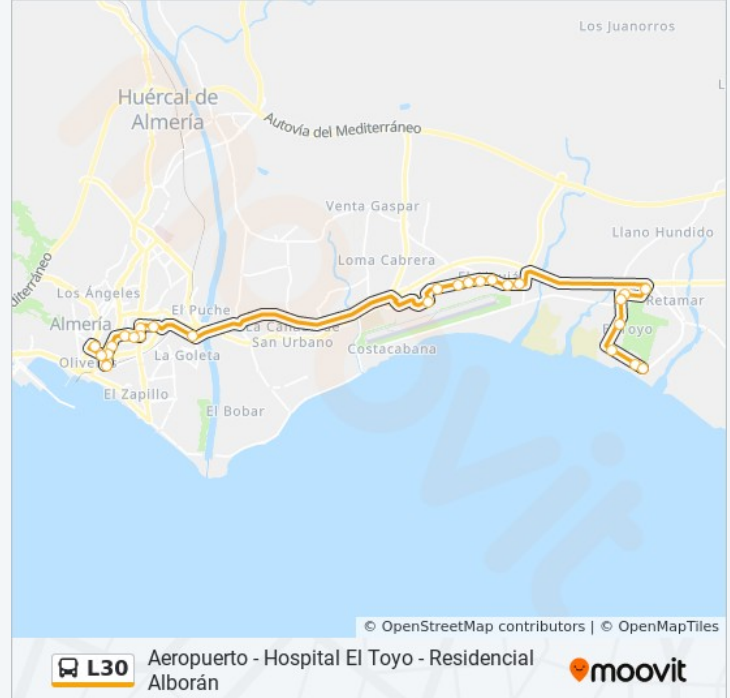 Los Juanorros
L
Huércal de
Almería
Autovía del Mediterráneo
Venta Gaspar
Llano Hundido
Loma Cabrera
diterráneo
Los Ángeles
Retamar
El Puche
Almería
San Urbano
La Goleta
Costacabana
El Zapillo
El Bobar
© OpenStreetMap contributors | © OpenMapTiles
L30
Aeropuerto - Hospital El Toyo - Residencial
Alborán
moovit